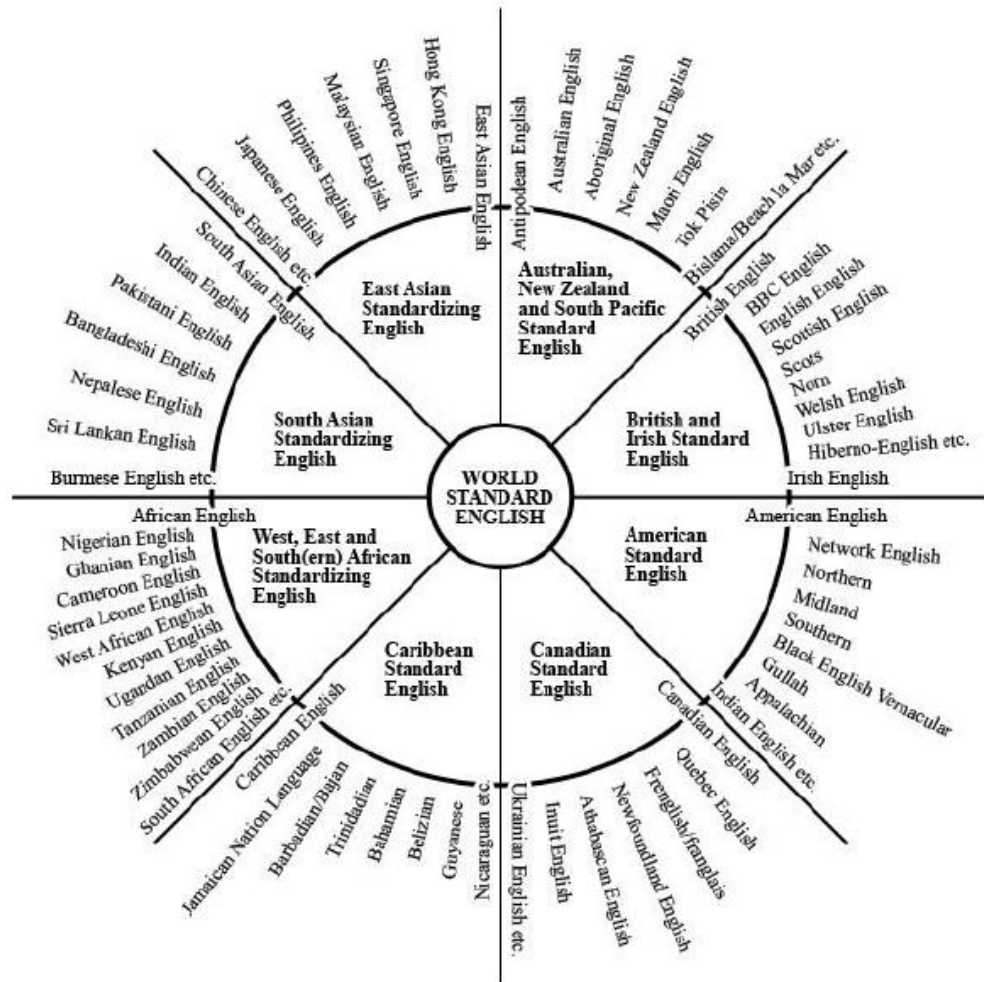 WORLD
STANDARD
ENGLISH
Australian,
New Zealand
and South Pacific
Standard
English
Antipodean English
Australian English
Aboriginal English
New Zealand English
Maori English
Tok Pisin
Bislama/Beach la Mar etc.
British and
Irish Standard
English
British English
BBC English
English English
Scottish English
Scots
Norn
Welsh English
Ulster English
Hiberno-English etc.
Irish English
American
Standard
English
American English
Network English
Northern
Midland
Southern
Black English Vernacular
Gullah
Appalachian
Indian English etc.
Canadian Standard
English
Canadian English
Quebec English
Frenglish/franglais
Newfoundland English
Athabascan English
Inuit English
Ukrainian English etc.
Caribbean
Standard
English
Caribbean English
Jamaican Nation Language
Barbadian/Bajan
Trinidadian
Bahamian
Belizian
Guyanese
Nicaraguan etc.
West, East and
South(ern) African
Standardizing
English
African English
Nigerian English
Ghanian English
Cameroon English
Sierra Leone English
West African English
Kenyan English
Ugandan English
Tanzanian English
Zambian English
Zimbabwean English
South African English etc.
South Asian
Standardizing
English
South Asian English
Indian English
Pakistani English
Bangladeshi English
Nepalese English
Sri Lankan English
Burmese English etc.
East Asian
Standardizing
English
East Asian English
Hong Kong English
Singapore English
Malaysian English
Philipines English
Japanese English
Chinese English etc.